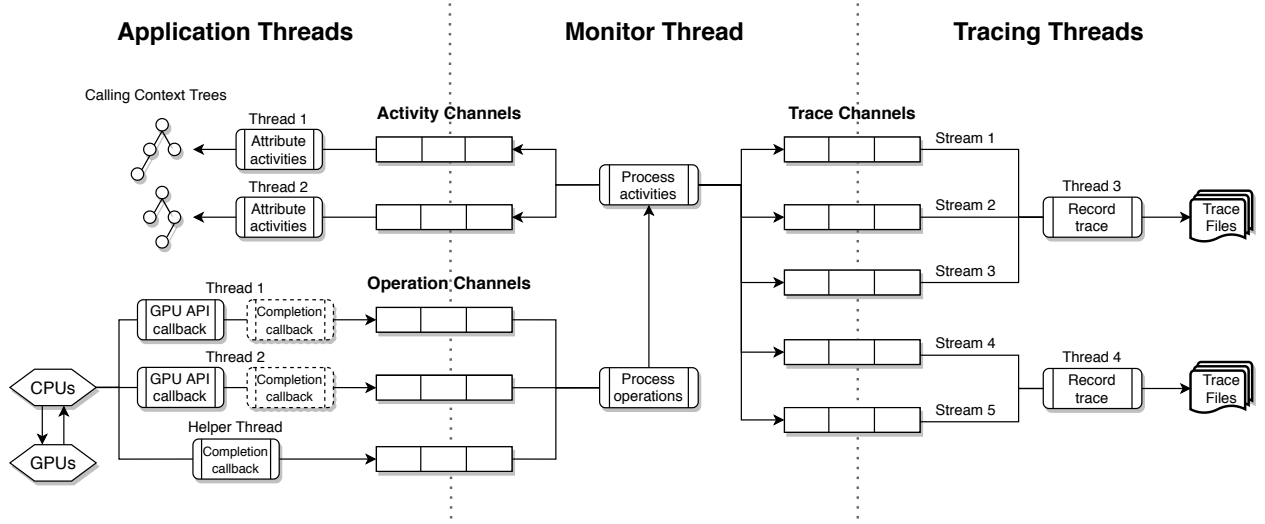 Application Threads
Monitor Thread
Tracing Threads
Calling Context Trees
Thread 1
Attribute
activities
Thread 2
Attribute
activities
Activity Channels
Process
activities
Trace Channels
Stream 1
Stream 2
Stream 3
Stream 4
Stream 5
Thread 3
Record
trace
Trace
Files
Thread 4
Record
trace
Trace
Files
Operation Channels
Thread 1
GPU API
callback
Completion
callback
Thread 2
GPU API
callback
Completion
callback
Helper Thread
Completion
callback
CPUs
GPUs
Process
operations